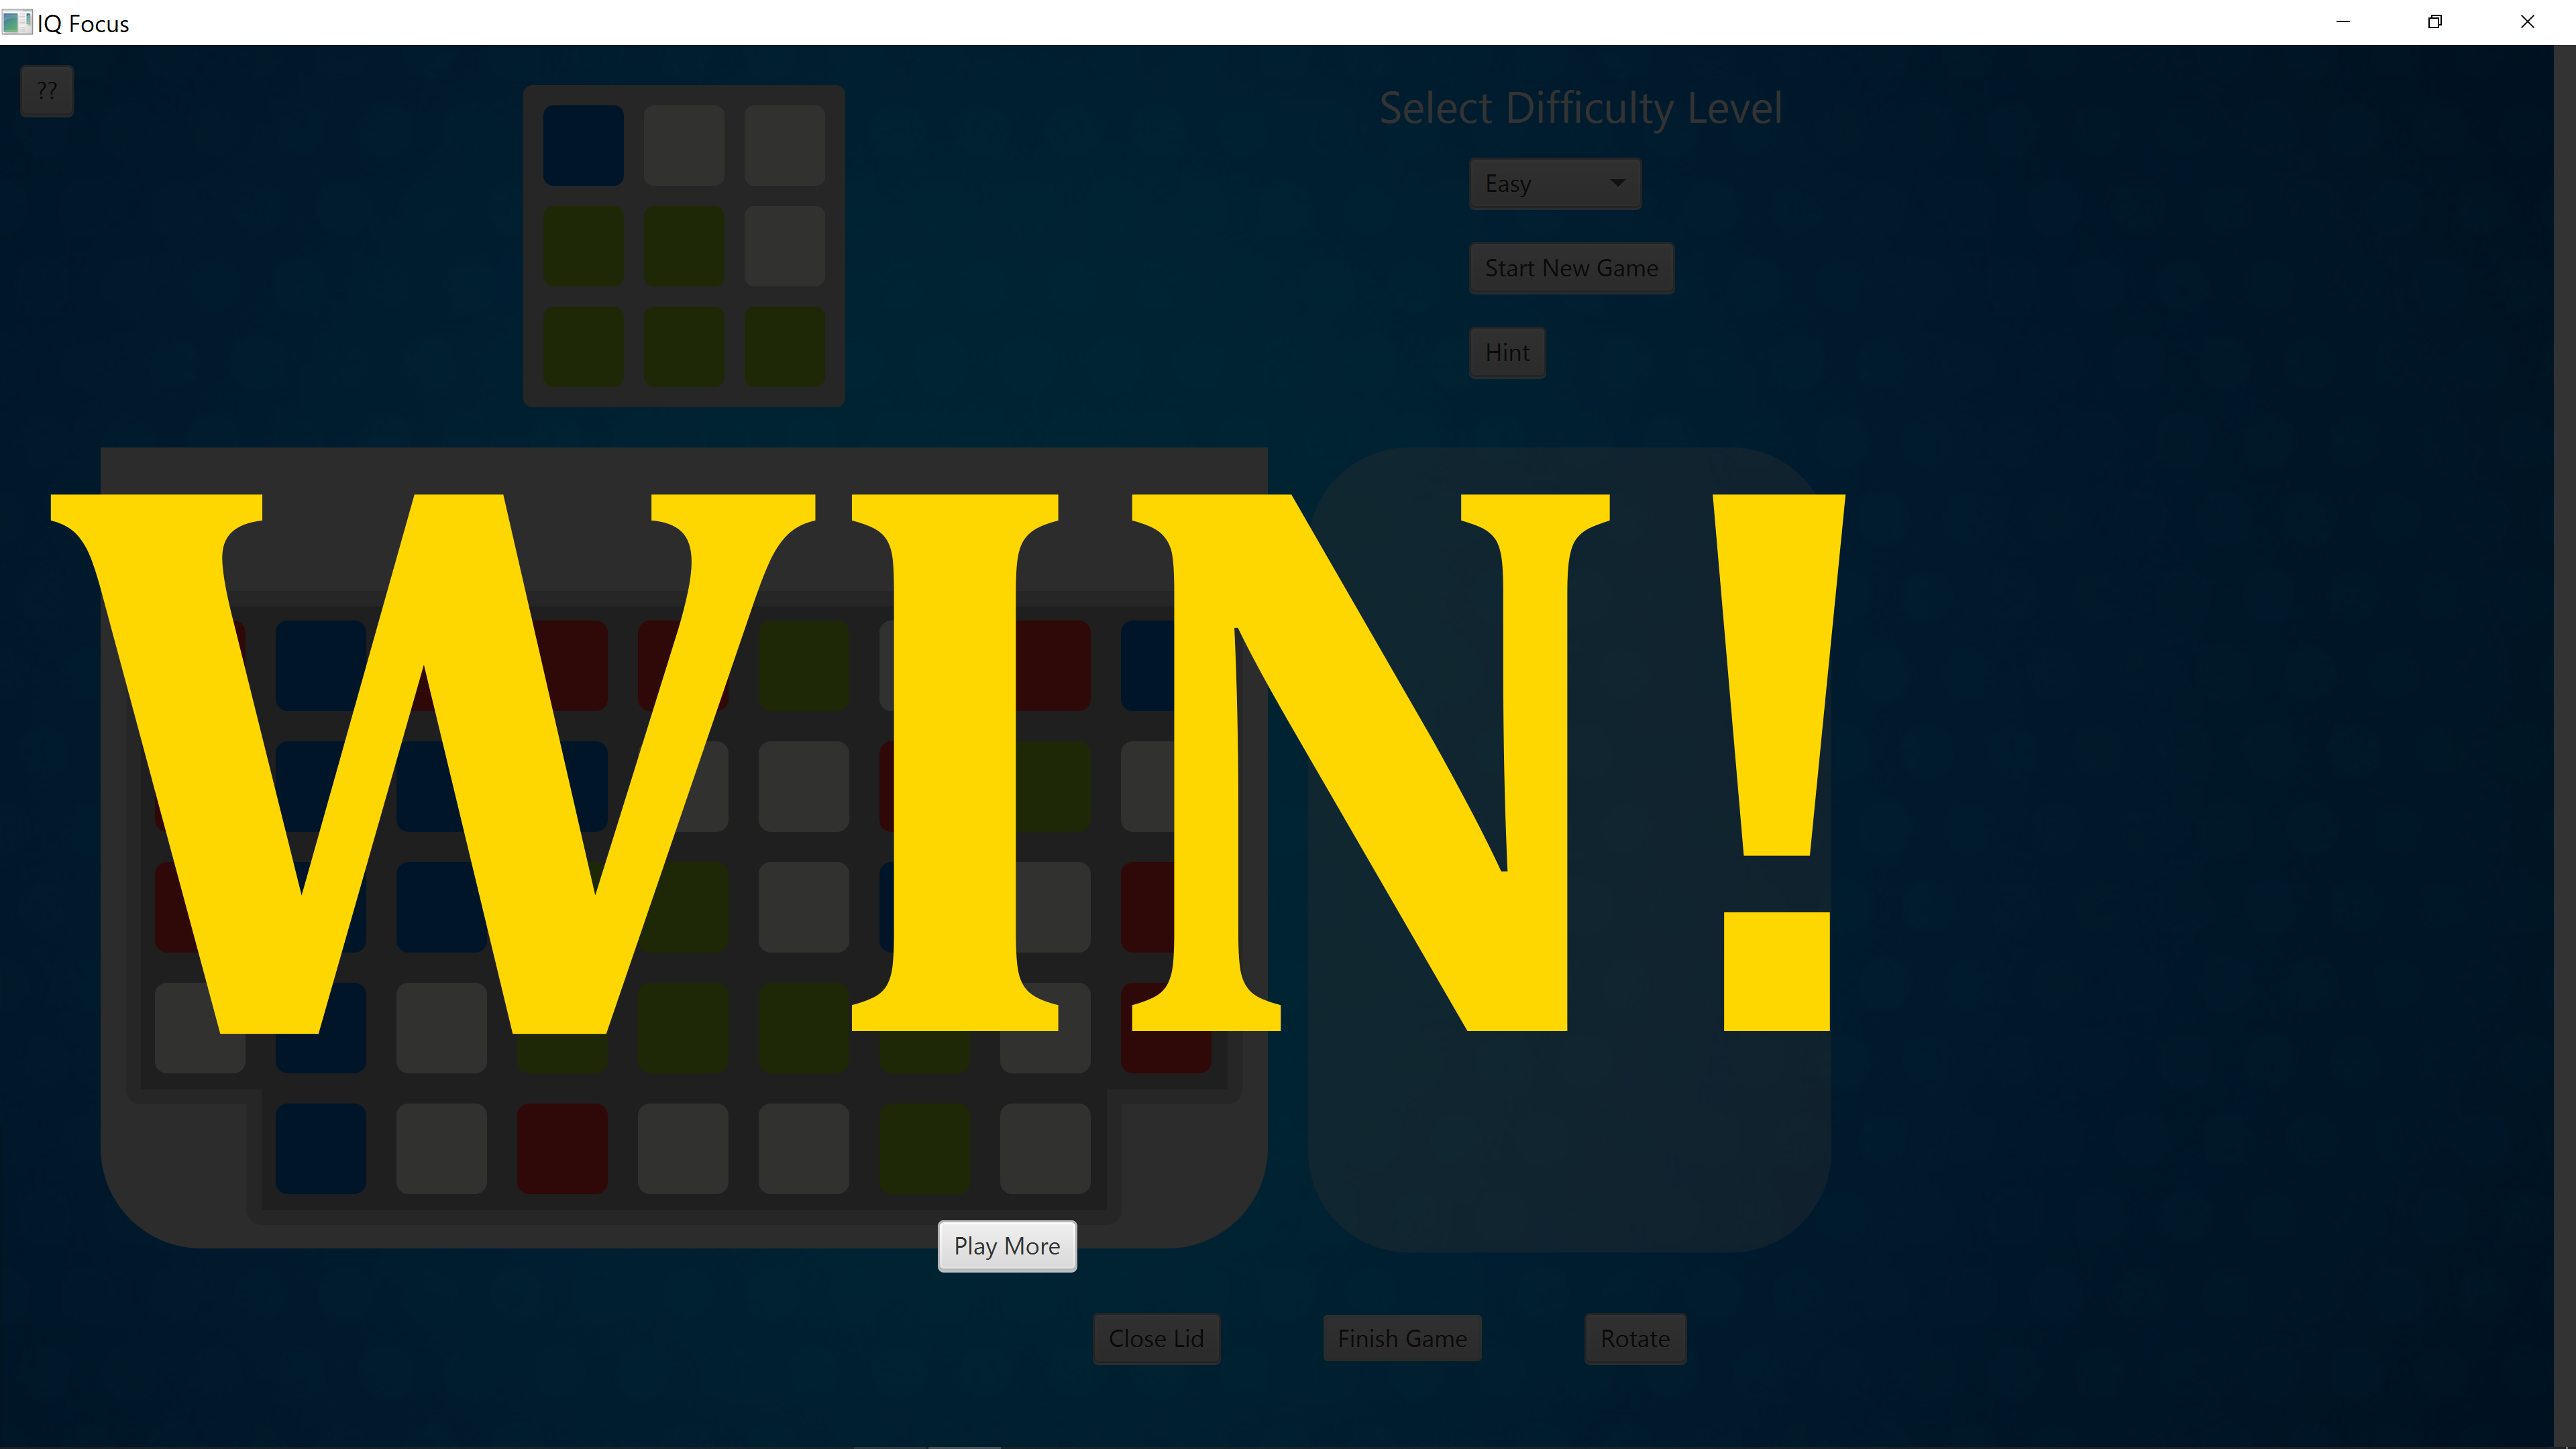 IQ Focus
??
Select Difficulty Level
Easy
Start New Game
Hint
WIN!
Play More
Close Lid
Finish Game
Rotate